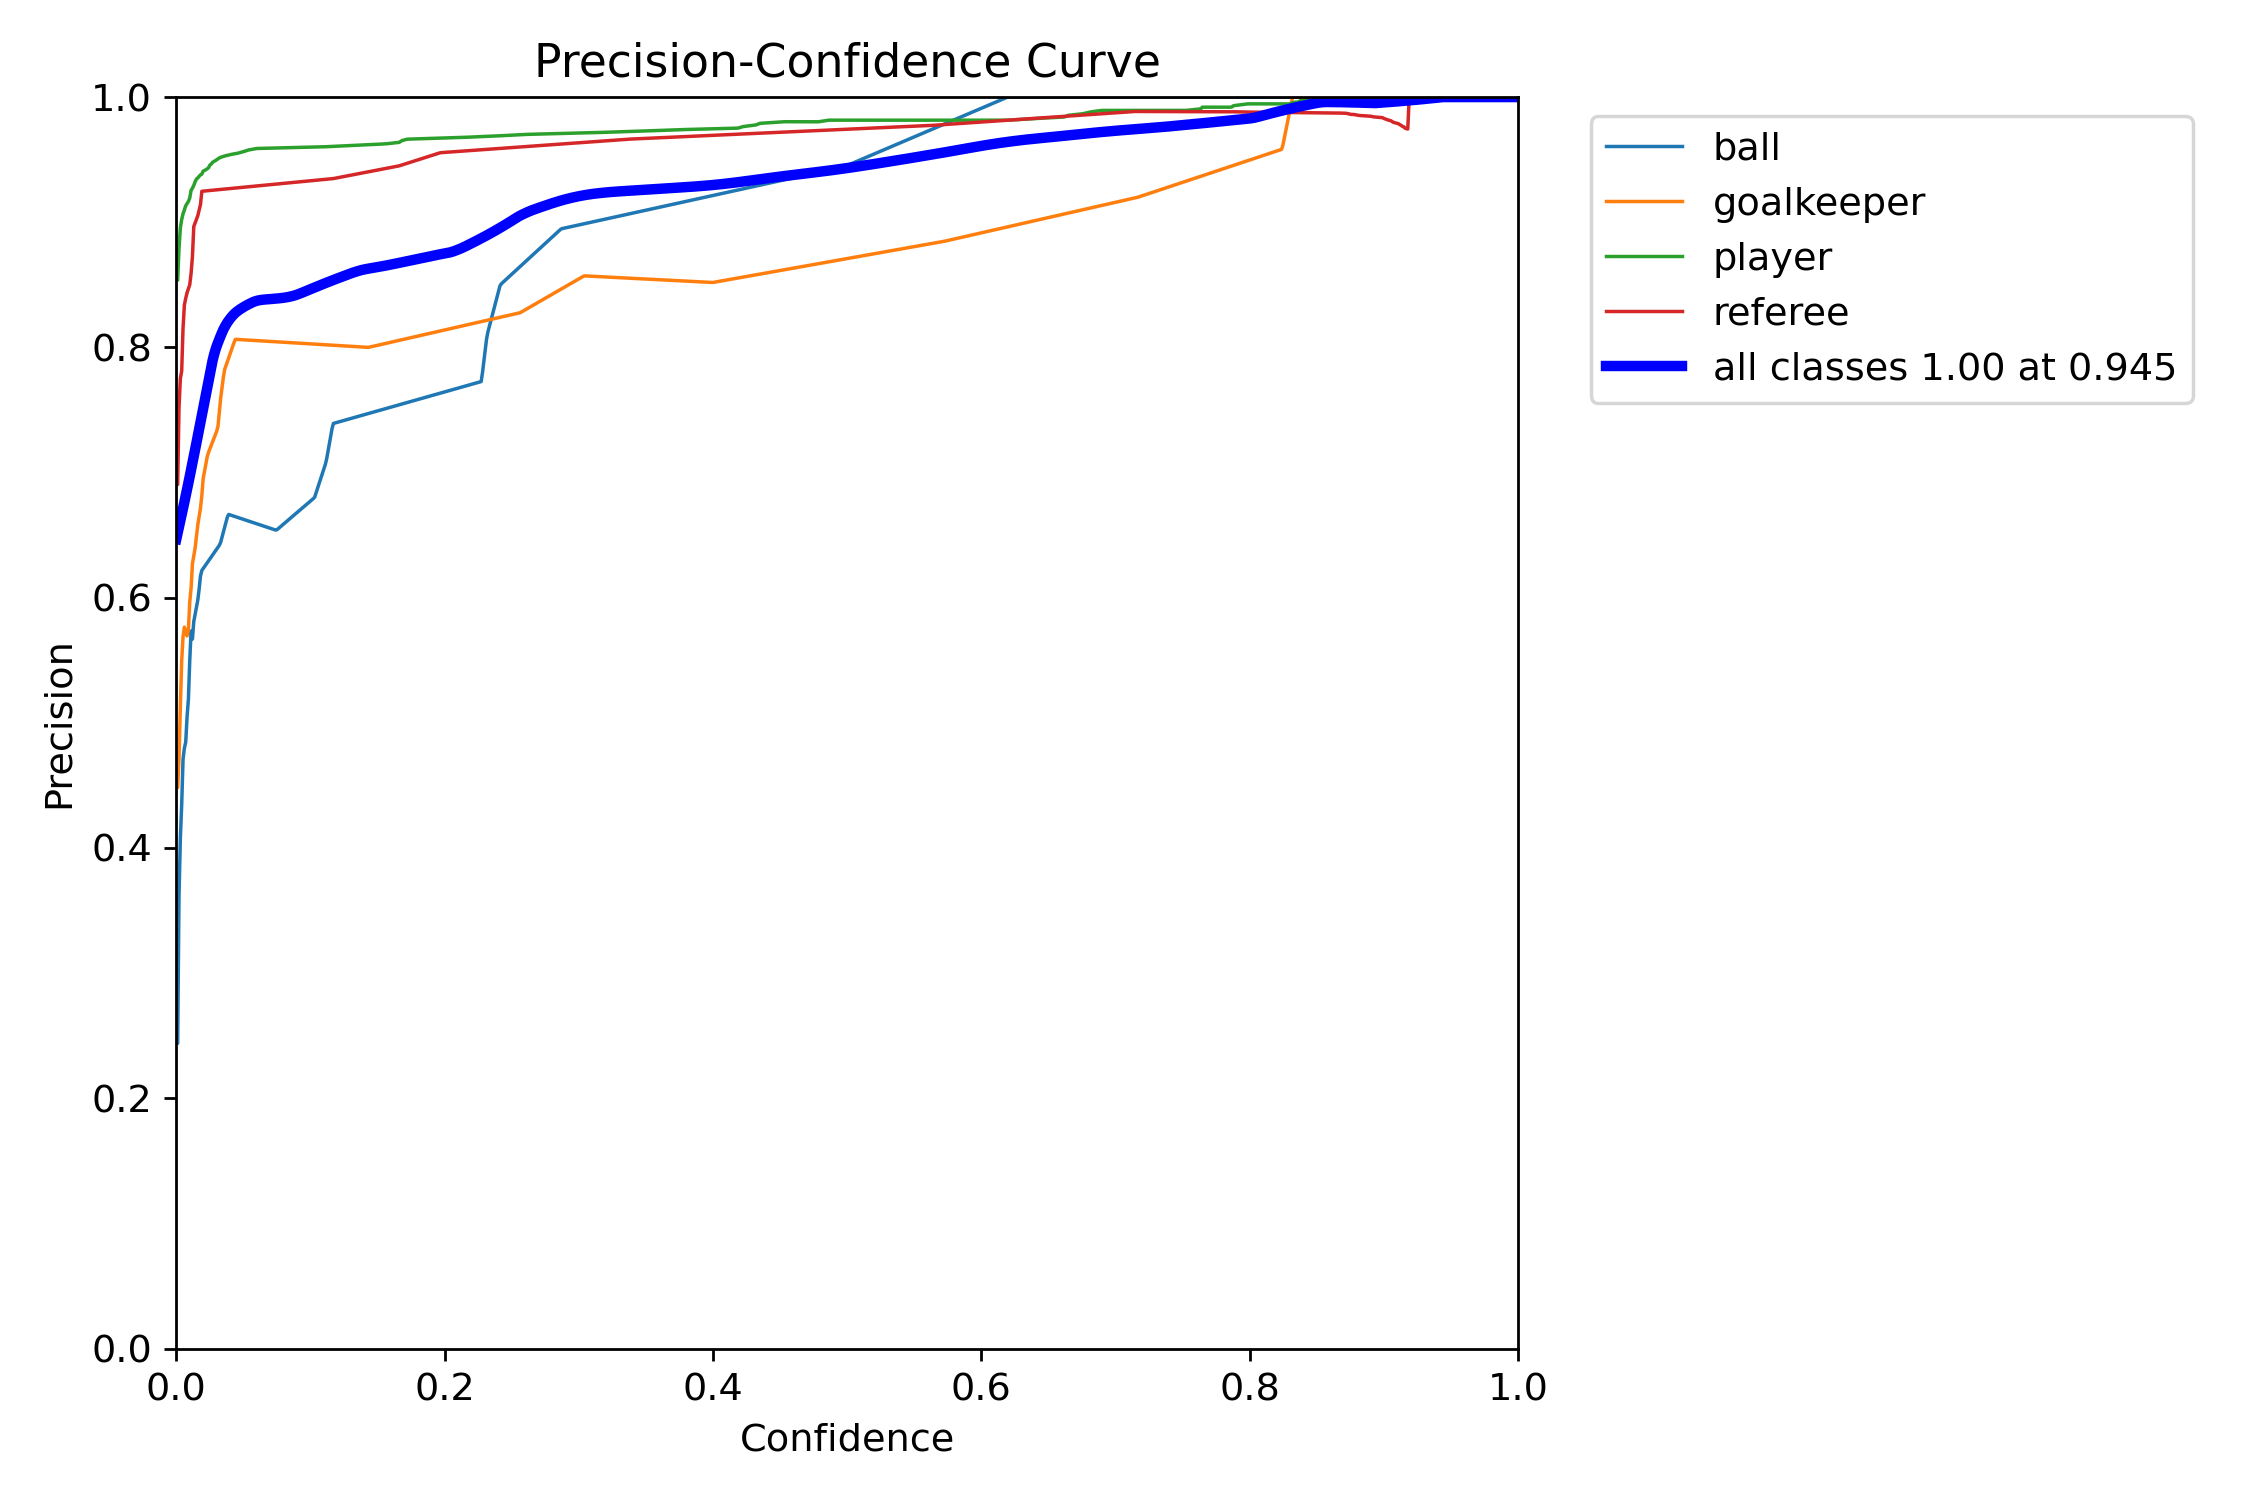 Precision-Confidence Curve
1.0
0.8
0.6
0.4
0.2
0.0
Precision
0.0 0.2 0.4 0.6 0.8 1.0
Confidence
ball
goalkeeper
player
referee
all classes 1.00 at 0.945